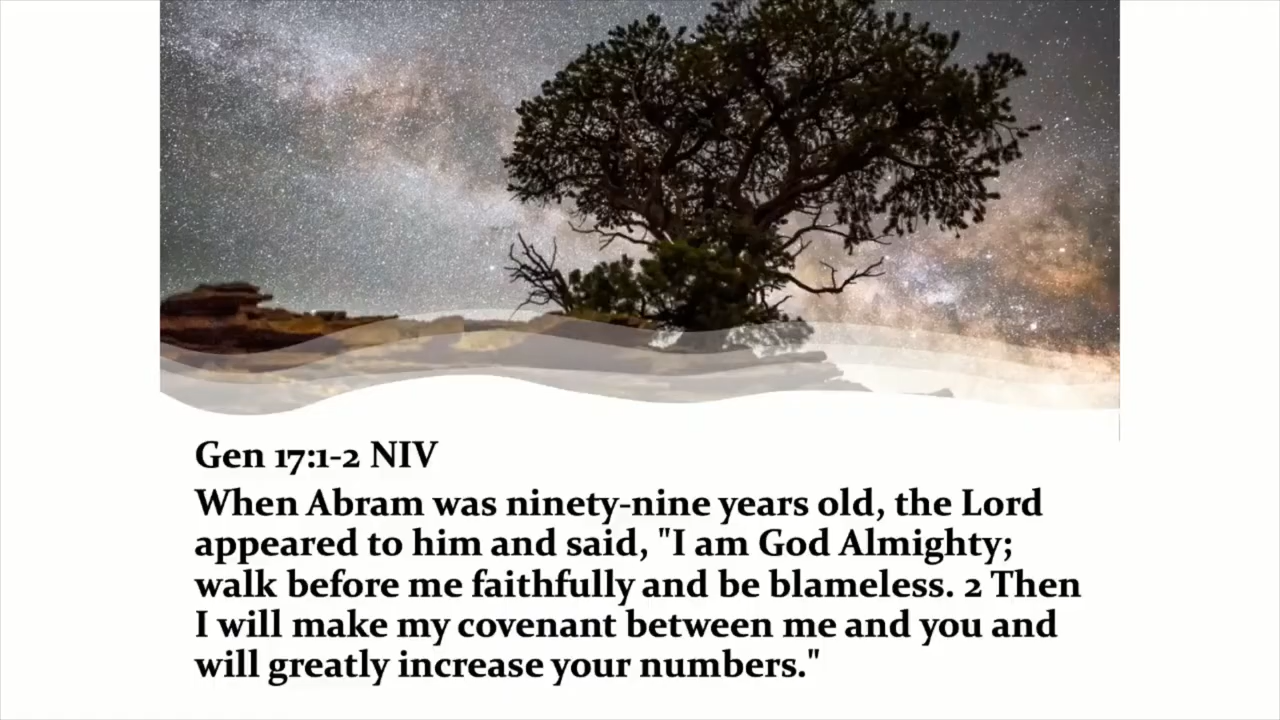 Gen 17:1-2 NIV
When Abram was ninety-nine years old, the Lord
appeared to him and said, "I am God Almighty;
walk before me faithfully and be blameless. 2 Then
I will make my covenant between me and you and
will greatly increase your numbers."